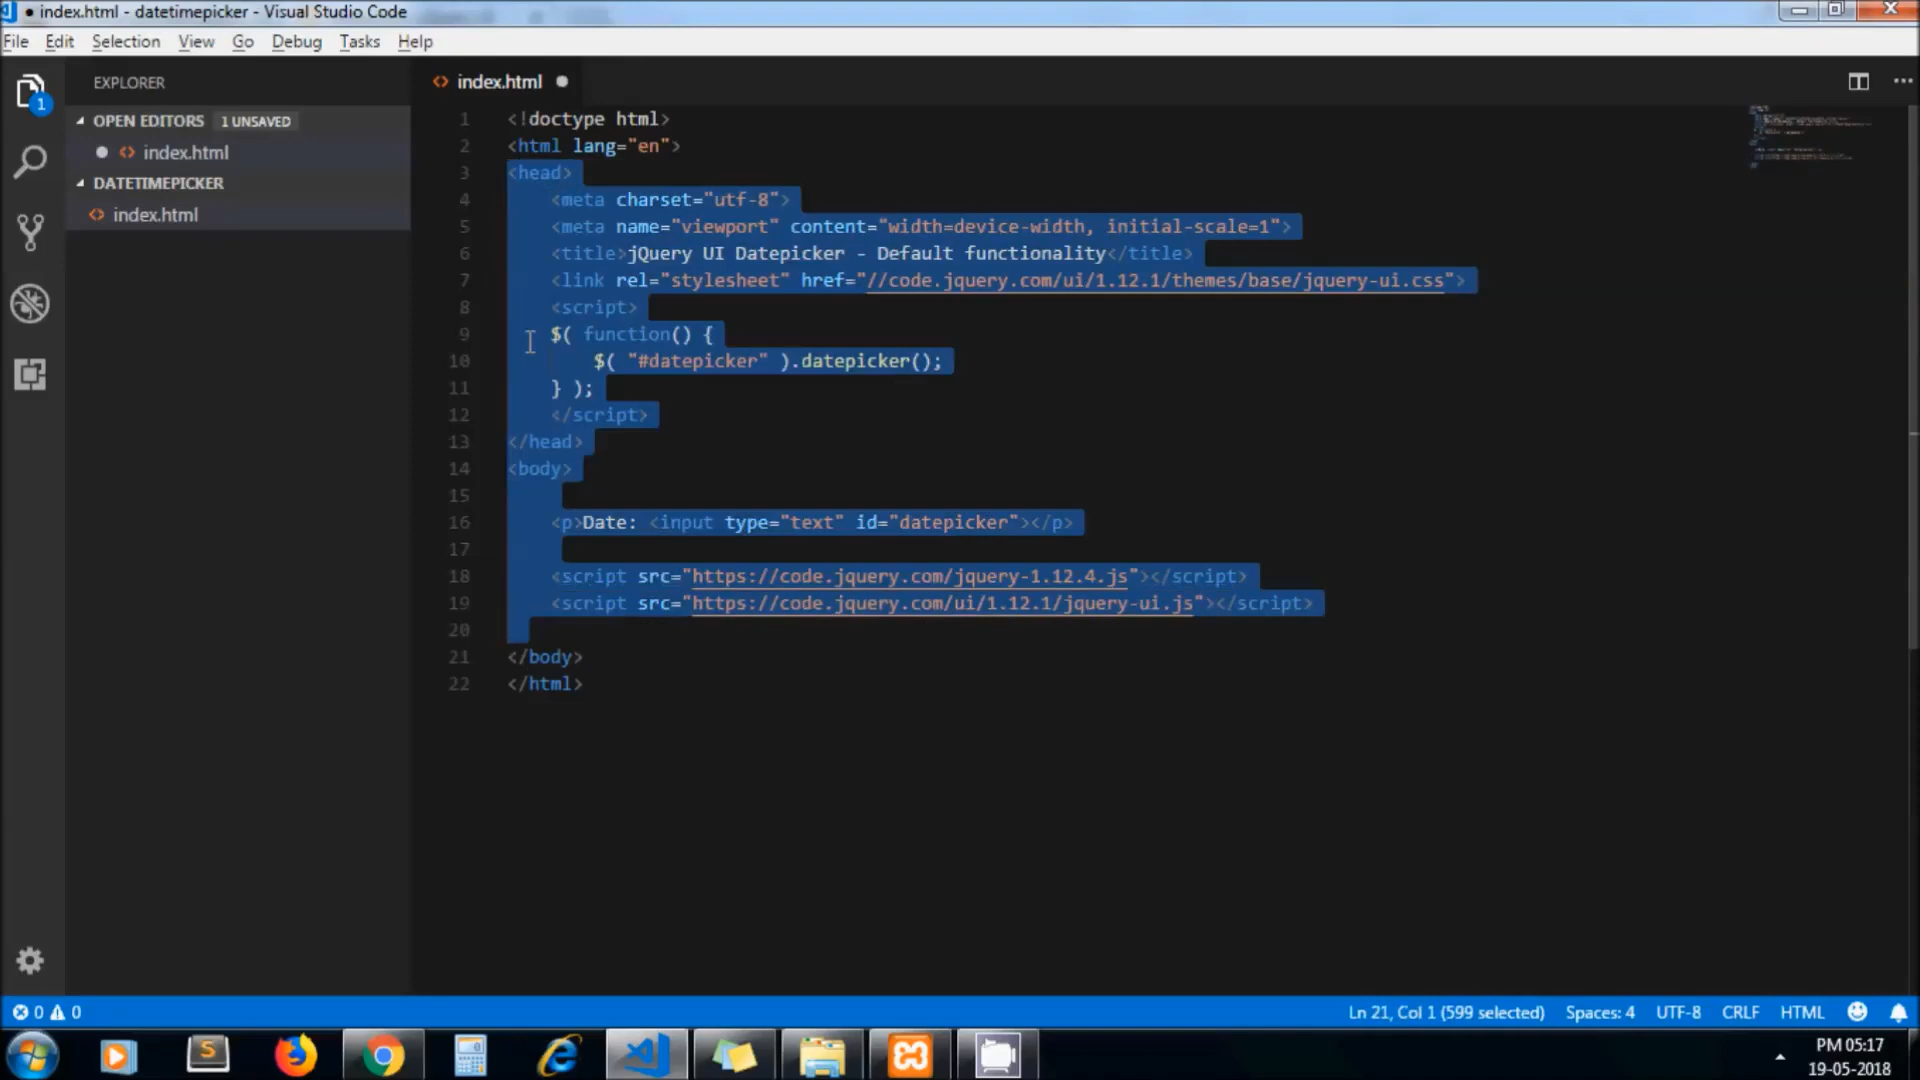 index.html - datetimepicker - Visual Studio Code
File Edit Selection View Go Debug Tasks Help
1
EXPLORER
OPEN EDITORS 1 UNSAVED
index.html
DATETIMEPICKER
index.html
index.html
1 <!doctype html>
2 <html lang="en">
3 <head>
4 <meta charset="utf-8">
5 <meta name="viewport" content="width=device-width, initial-scale=1">
6 <title>jQuery UI Datepicker - Default functionality</title>
7 <link rel="stylesheet" href="//code.jquery.com/ui/1.12.1/themes/base/jquery-ui.css">
8 <script>
9 $( function() {
10 $( "#datepicker" ).datepicker();
11 } );
12 </script>
13 </head>
14 <body>
15
16 <p>Date: <input type="text" id="datepicker"></p>
17
18 <script src="https://code.jquery.com/jquery-1.12.4.js"></script>
19 <script src="https://code.jquery.com/ui/1.12.1/jquery-ui.js"></script>
20
21 </body>
22 </html>
0 0 Ln 21, Col 1 (599 selected) Spaces: 4 UTF-8 CRLF HTML
PM 05:17
19-05-2018